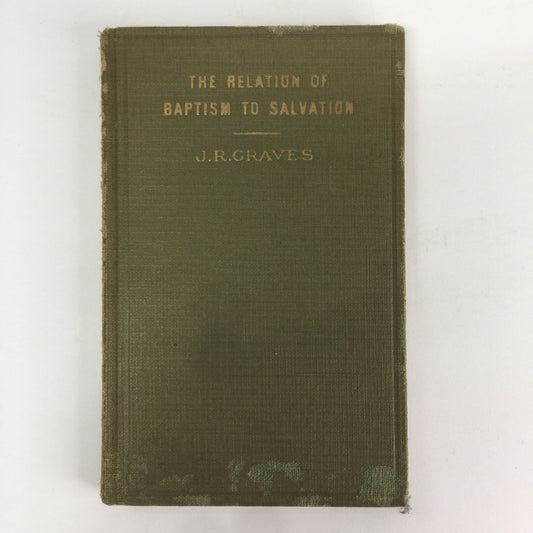 THE RELATION OF
BAPTISM TO SALVATION
J.R.GRAVES